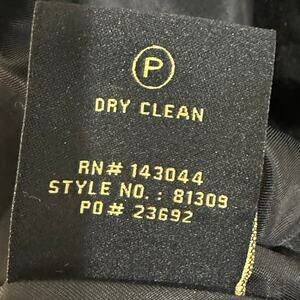 P
DRY CLEAN
RN# 143044
STYLE NO.: 81309
PO# 23692